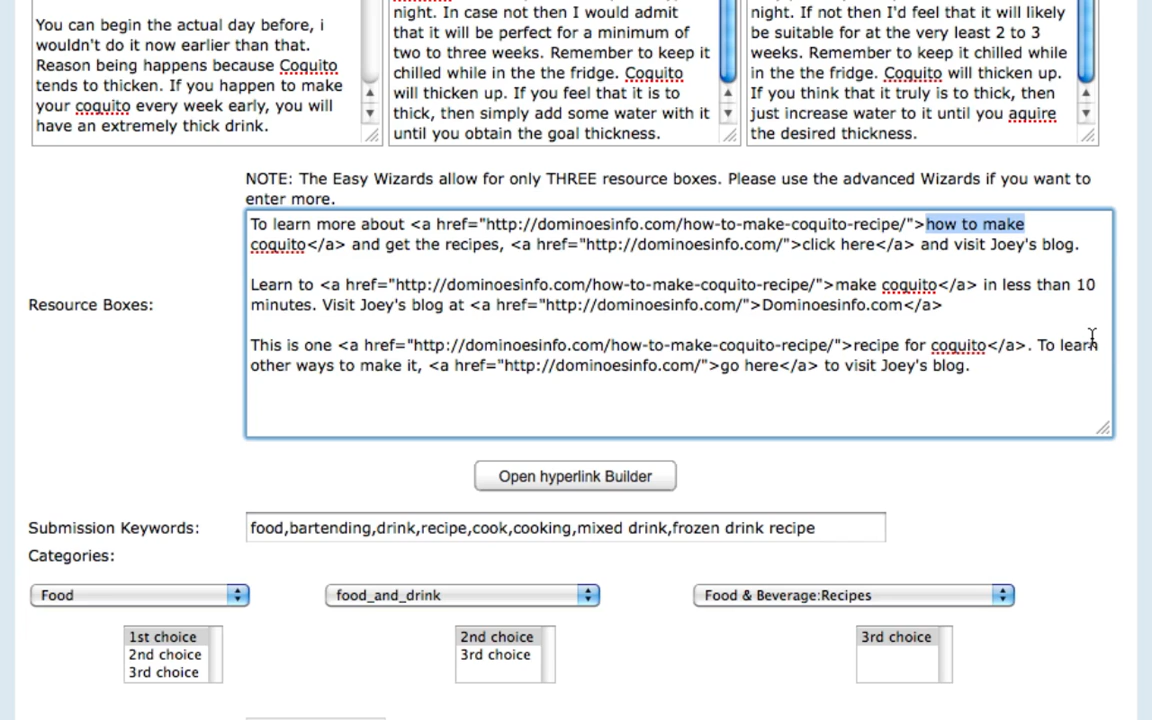 You can begin the actual day before, i
wouldn't do it now earlier than that.
Reason being happens because Coquito
tends to thicken. If you happen to make
your coquito every week early, you will
have an extremely thick drink.
night. In case not then I would admit
that it will be perfect for a minimum of
two to three weeks. Remember to keep it
chilled while in the the fridge. Coquito
will thicken up. If you feel that it is to
thick, then simply add some water with it
until you obtain the goal thickness.
night. If not then I'd feel that it will likely
be suitable for at the very least 2 to 3
weeks. Remember to keep it chilled while
in the the fridge. Coquito will thicken up.
If you think that it truly is to thick, then
just increase water to it until you aquire
the desired thickness.
NOTE: The Easy Wizards allow for only THREE resource boxes. Please use the advanced Wizards if you want to
enter more.
Resource Boxes:
To learn more about <a href="http://dominoesinfo.com/how-to-make-coquito-recipe/">how to make
coquito</a> and get the recipes, <a href="http://dominoesinfo.com/">click here</a> and visit Joey's blog.
Learn to <a href="http://dominoesinfo.com/how-to-make-coquito-recipe/">make coquito</a> in less than 10
minutes. Visit Joey's blog at <a href="http://dominoesinfo.com/">Dominoesinfo.com</a>
This is one <a href="http://dominoesinfo.com/how-to-make-coquito-recipe/">recipe for coquito</a>. To learn
other ways to make it, <a href="http://dominoesinfo.com/">go here</a> to visit Joey's blog.
Open hyperlink Builder
Submission Keywords:
food,bartending,drink,recipe,cook,cooking,mixed drink,frozen drink recipe
Categories:
Food
food_and_drink
Food & Beverage:Recipes
1st choice
2nd choice
3rd choice
2nd choice
3rd choice
3rd choice